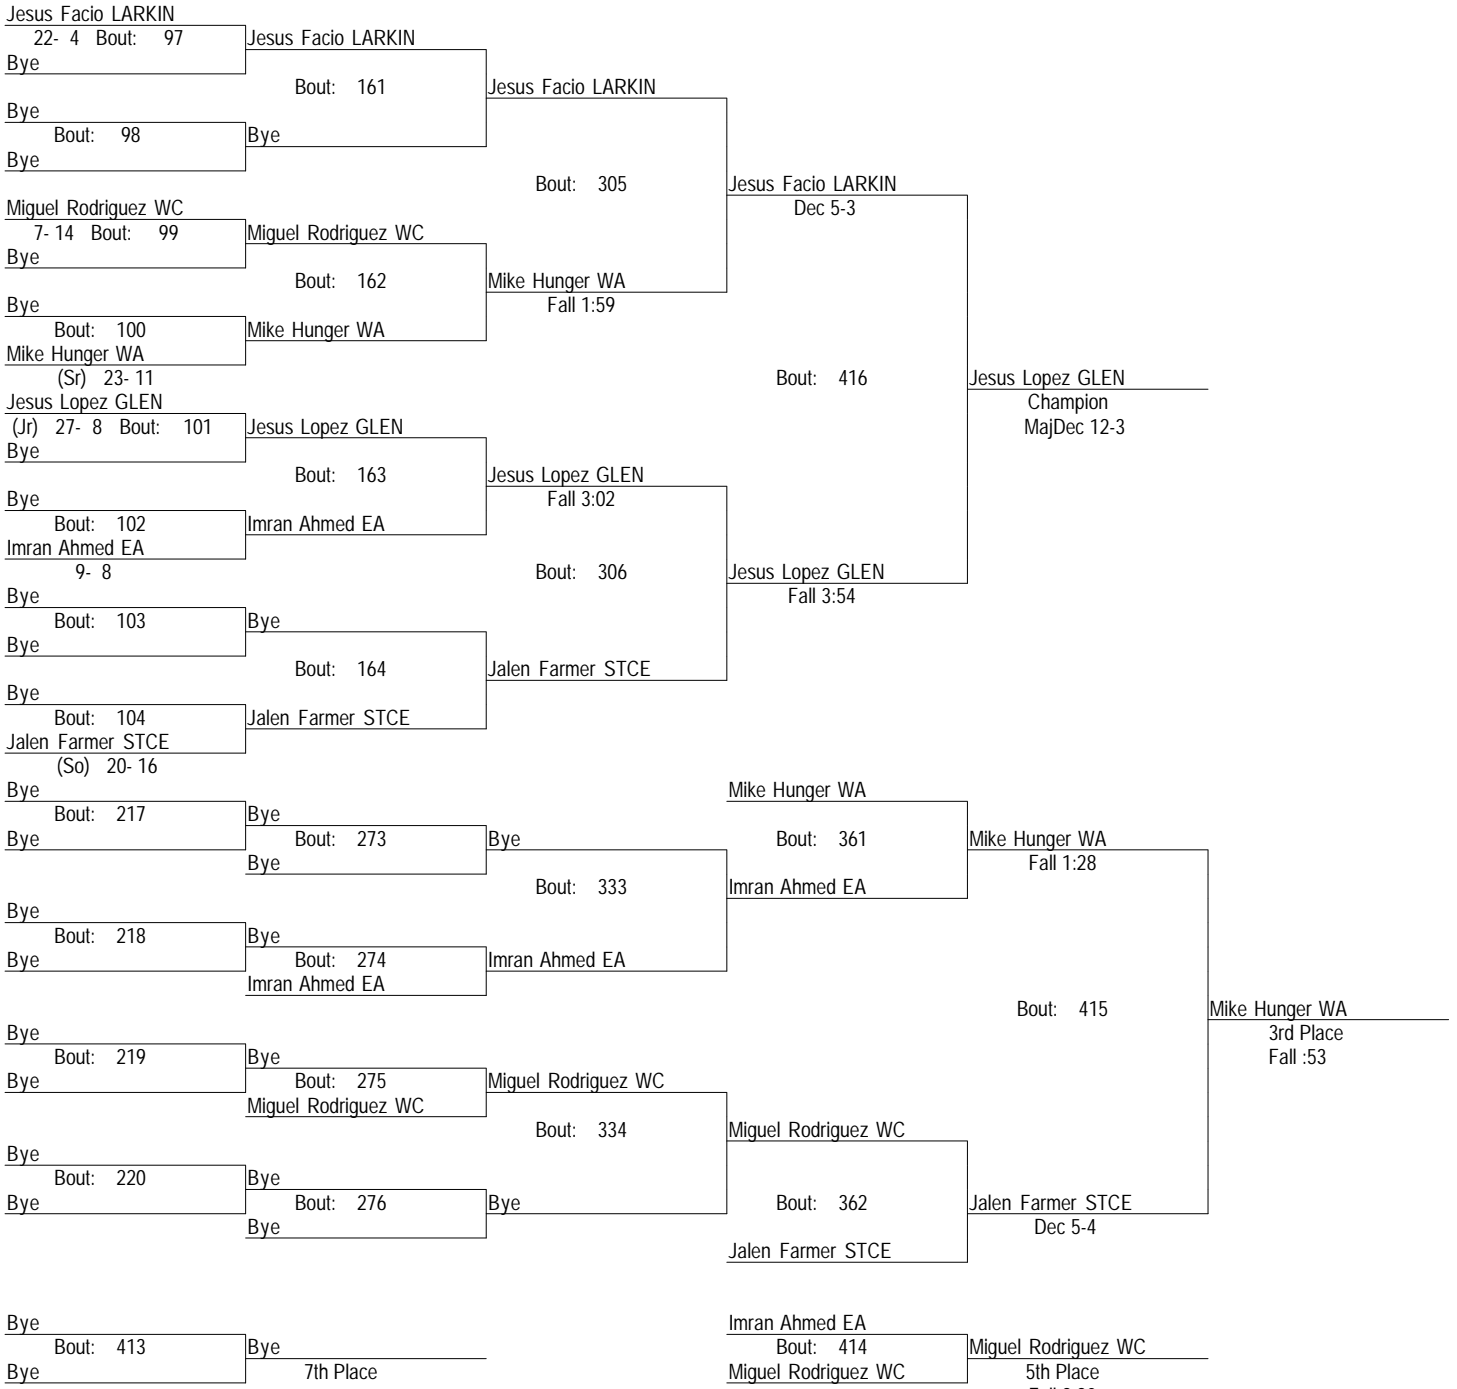 Jesus Facio LARKIN
22- 4 Bout: 97 Jesus Facio LARKIN
Bye
Bout: 161 Jesus Facio LARKIN
Bye
Bout: 98 Bye
Bye
Bout: 305 Jesus Facio LARKIN
Dec 5-3
Miguel Rodriguez WC
7- 14 Bout: 99 Miguel Rodriguez WC
Bye
Bout: 162 Mike Hunger WA
Bye Fall 1:59
Bout: 100 Mike Hunger WA
Mike Hunger WA
(Sr) 23- 11 Bout: 416 Jesus Lopez GLEN
Jesus Lopez GLEN Champion
(Jr) 27- 8 Bout: 101 Jesus Lopez GLEN MajDec 12-3
Bye
Bout: 163 Jesus Lopez GLEN
Bye Fall 3:02
Bout: 102 Imran Ahmed EA
Imran Ahmed EA
9- 8 Bout: 306 Jesus Lopez GLEN
Bye Fall 3:54
Bout: 103 Bye
Bye
Bout: 164 Jalen Farmer STCE
Bye
Bout: 104 Jalen Farmer STCE
Jalen Farmer STCE
(So) 20- 16
Bye Mike Hunger WA
Bout: 217 Bye
Bye Bout: 273 Bye Bout: 361 Mike Hunger WA
Bye Fall 1:28
Bout: 333 Imran Ahmed EA
Bye
Bout: 218 Bye
Bye Bout: 274 Imran Ahmed EA
Imran Ahmed EA
Bout: 415 Mike Hunger WA
Bye 3rd Place
Bout: 219 Bye Fall :53
Bye Bout: 275 Miguel Rodriguez WC
Miguel Rodriguez WC
Bout: 334 Miguel Rodriguez WC
Bye
Bout: 220 Bye
Bye Bout: 276 Bye Bout: 362 Jalen Farmer STCE
Bye Dec 5-4
Jalen Farmer STCE
Bye Imran Ahmed EA
Bout: 413 Bye Bout: 414 Miguel Rodriguez WC
Bye 7th Place Miguel Rodriguez WC 5th Place